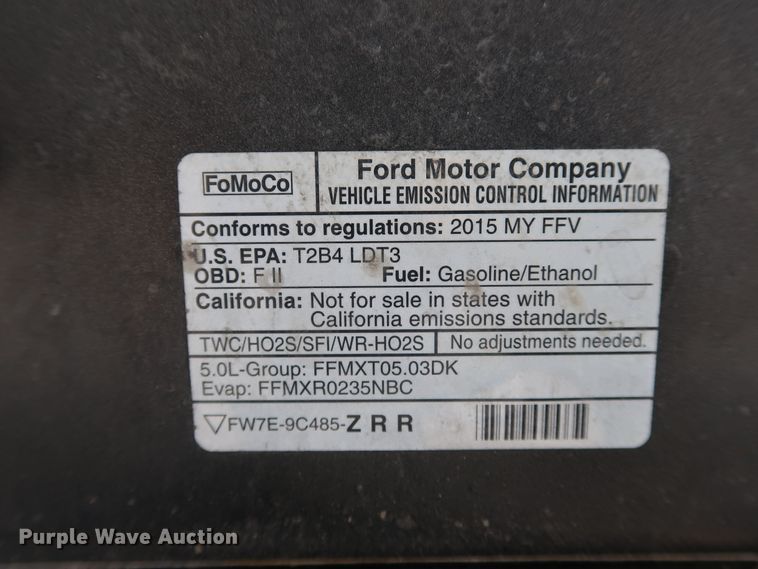 FoMoCo
Ford Motor Company
VEHICLE EMISSION CONTROL INFORMATION
Conforms to regulations: 2015 MY FFV
U.S. EPA: T2B4 LDT3
OBD: F II Fuel: Gasoline/Ethanol
California: Not for sale in states with
California emissions standards.
TWC/HO2S/SFI/WR-HO2S No adjustments needed.
5.0L-Group: FFMXT05.03DK
Evap: FFMXR0235NBC
FW7E-9C485-Z R R
Purple Wave Auction